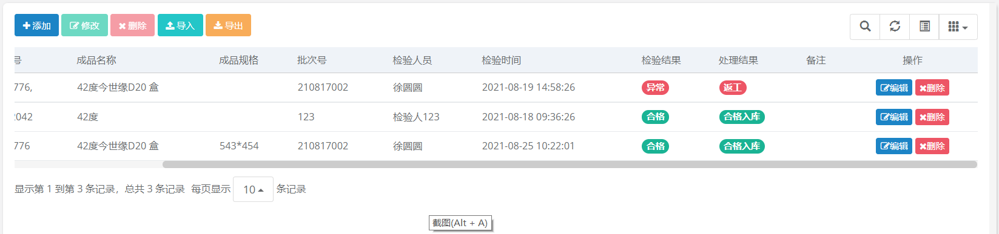 添加 修改 删除 导入 导出
号 成品名称 成品规格 批次号 检验人员 检验时间 检验结果 处理结果 备注 操作
776, 42度今世缘D20 盒 210817002 徐圆圆 2021-08-19 14:58:26 异常 返工 编辑 删除
2042 42度 123 检验人123 2021-08-18 09:36:26 合格 合格入库 编辑 删除
776 42度今世缘D20 盒 543*454 210817002 徐圆圆 2021-08-25 10:22:01 合格 合格入库 编辑 删除
显示第 1 到第 3 条记录，总共 3 条记录 每页显示 10 条记录
截图(Alt + A)